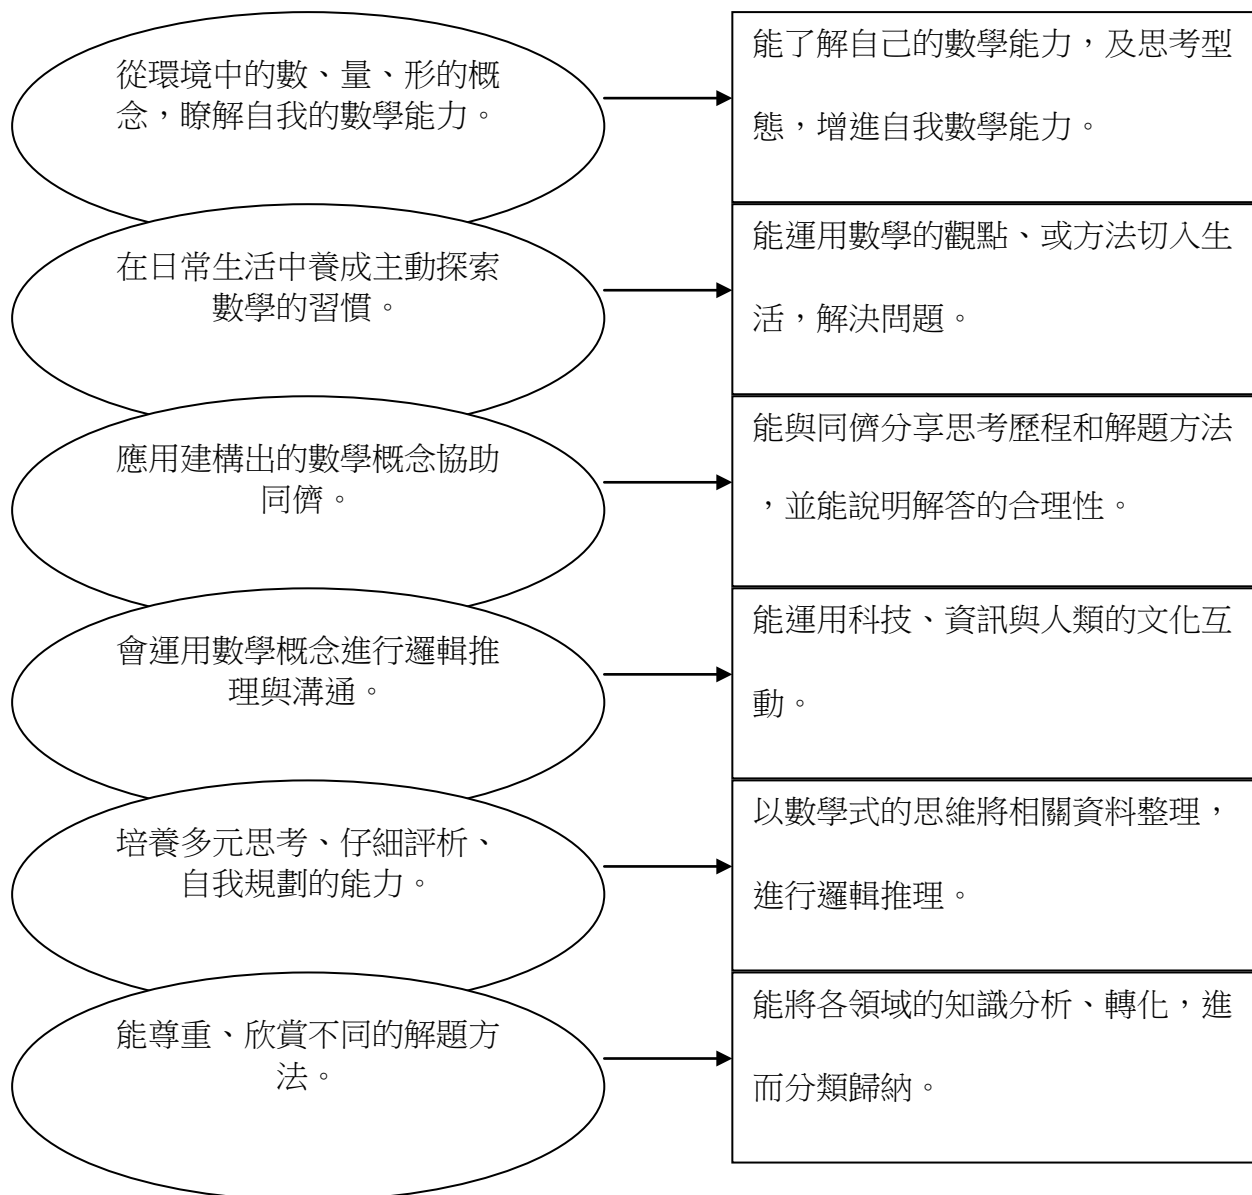 從環境中的數、量、形的概
念，瞭解自我的數學能力。
能了解自己的數學能力，及思考型
態，增進自我數學能力。
在日常生活中養成主動探索
數學的習慣。
能運用數學的觀點、或方法切入生
活，解決問題。
應用建構出的數學概念協助
同儕。
能與同儕分享思考歷程和解題方法
，並能說明解答的合理性。
會運用數學概念進行邏輯推
理與溝通。
能運用科技、資訊與人類的文化互
動。
培養多元思考、仔細評析、
自我規劃的能力。
以數學式的思維將相關資料整理，
進行邏輯推理。
能尊重、欣賞不同的解題方
法。
能將各領域的知識分析、轉化，進
而分類歸納。